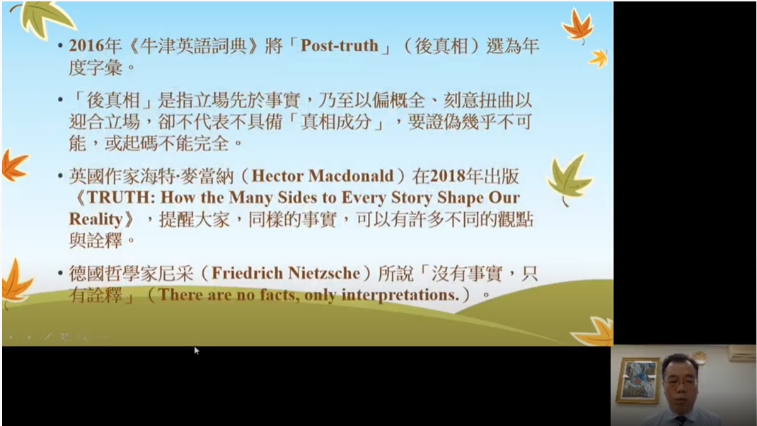 • 2016年《牛津英語詞典》將「Post-truth」（後真相）選為年
度字彙。
• 「後真相」是指立場先於事實，乃至以偏概全、刻意扭曲以
迎合立場，卻不代表不具備「真相成分」，要證偽幾乎不可
能，或起碼不能完全。
• 英國作家海特·麥當納（Hector Macdonald）在2018年出版
《TRUTH: How the Many Sides to Every Story Shape Our
Reality》，提醒大家，同樣的事實，可以有許多不同的觀點
與詮釋。
• 德國哲學家尼采（Friedrich Nietzsche）所說「沒有事實，只
有詮釋」（There are no facts, only interpretations.）。